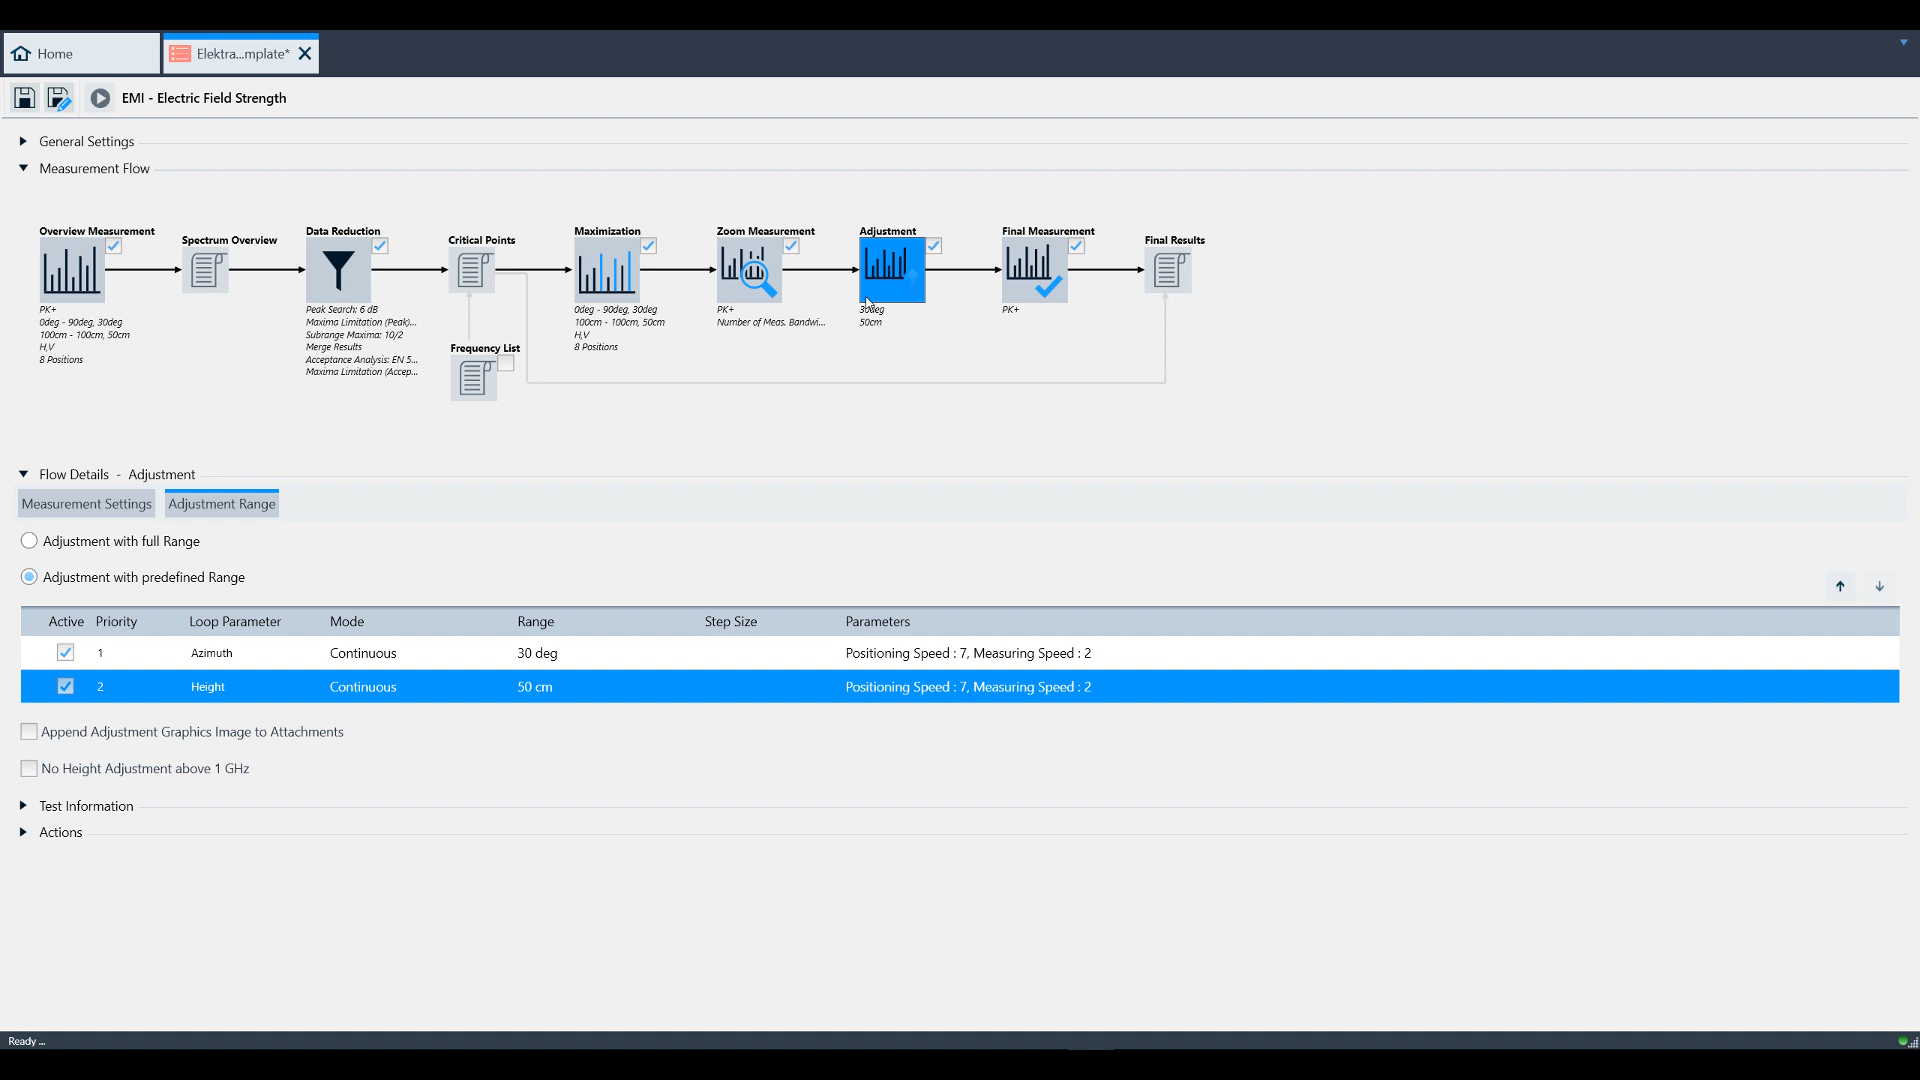 Home
Elektra...mplate*
EMI - Electric Field Strength
General Settings
Measurement Flow
Overview Measurement
PK+
0deg - 90deg, 30deg
100cm - 100cm, 50cm
H,V
8 Positions
Spectrum Overview
Data Reduction
Peak Search: 6 dB
Maxima Limitation (Peak)...
Subrange Maxima: 10/2
Merge Results
Acceptance Analysis: EN 5...
Maxima Limitation (Accep...
Critical Points
Frequency List
Maximization
0deg - 90deg, 30deg
100cm - 100cm, 50cm
H,V
8 Positions
Zoom Measurement
PK+
Number of Meas. Bandwi...
Adjustment
30deg
50cm
Final Measurement
PK+
Final Results
Flow Details - Adjustment
Measurement Settings Adjustment Range
Adjustment with full Range
Adjustment with predefined Range
Active Priority Loop Parameter Mode Range Step Size Parameters
1 Azimuth Continuous 30 deg Positioning Speed : 7, Measuring Speed : 2
2 Height Continuous 50 cm Positioning Speed : 7, Measuring Speed : 2
Append Adjustment Graphics Image to Attachments
No Height Adjustment above 1 GHz
Test Information
Actions
Ready ...